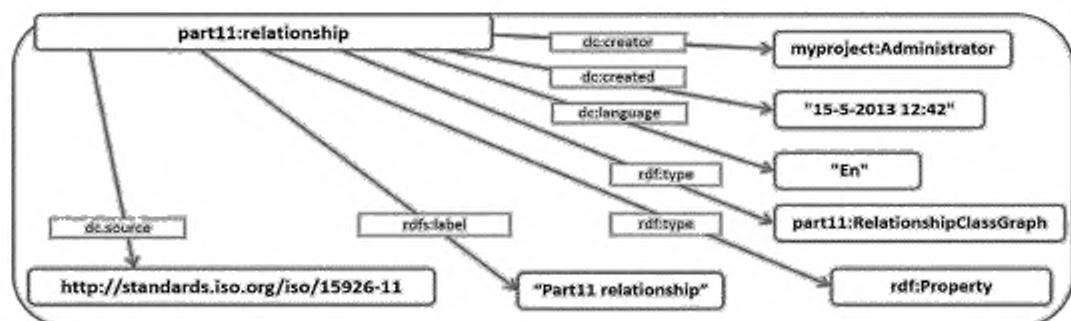 part11:relationship
dc:creator
myproject:Administrator
dc:created
"15-5-2013 12:42"
dc:language
"En"
rdf:type
part11:RelationshipClassGraph
rdf:type
rdf:Property
rdfs:label
"Part11 relationship"
dc.source
http://standards.iso.org/iso/15926-11